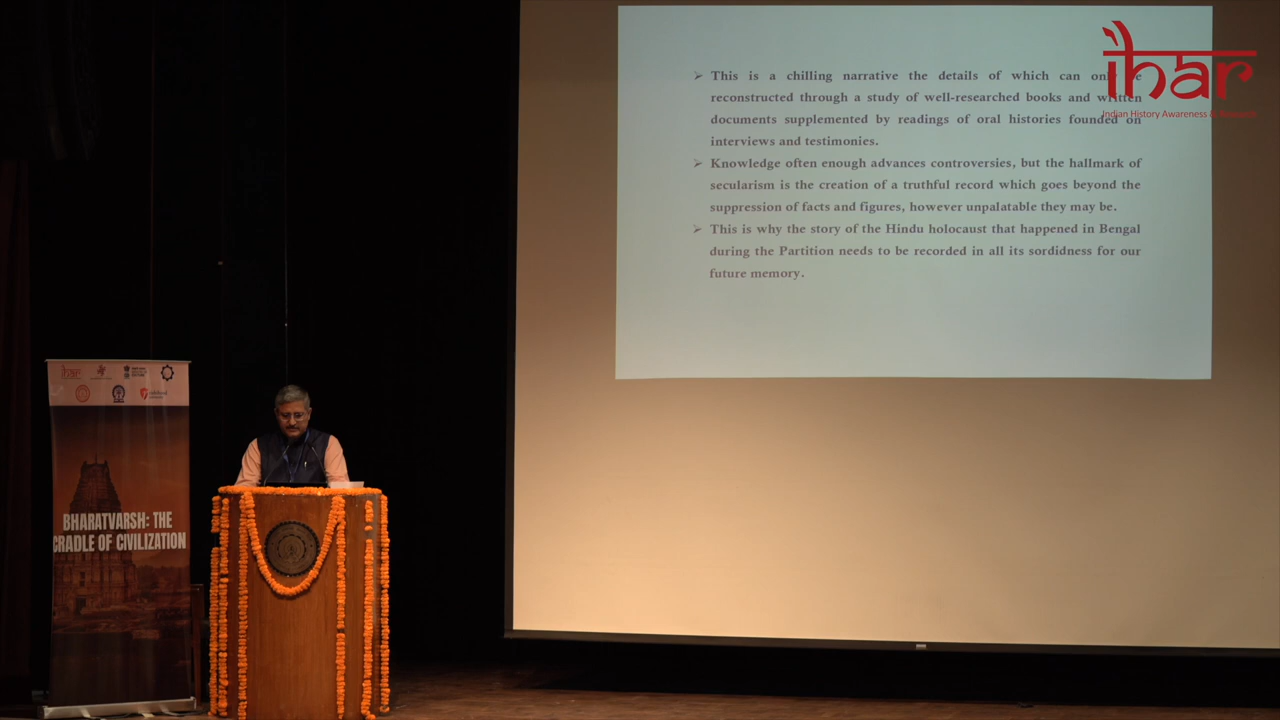 This is a chilling narrative the details of which can only be
reconstructed through a study of well-researched books and written
documents supplemented by readings of oral histories founded on
interviews and testimonies.
Knowledge often enough advances controversies, but the hallmark of
secularism is the creation of a truthful record which goes beyond the
suppression of facts and figures, however unpalatable they may be.
This is why the story of the Hindu holocaust that happened in Bengal
during the Partition needs to be recorded in all its sordidness for our
future memory.
ihar
Indian History Awareness &
ihar
BHARATVARSH: THE
CRADLE OF CIVILIZATION